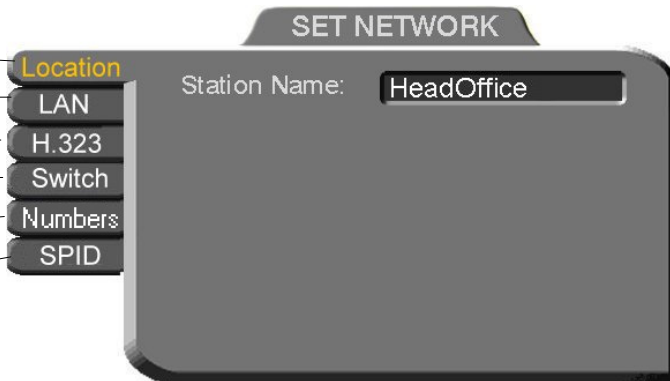 SET NETWORK
Location
Station Name: HeadOffice
LAN
H.323
Switch
Numbers
SPID